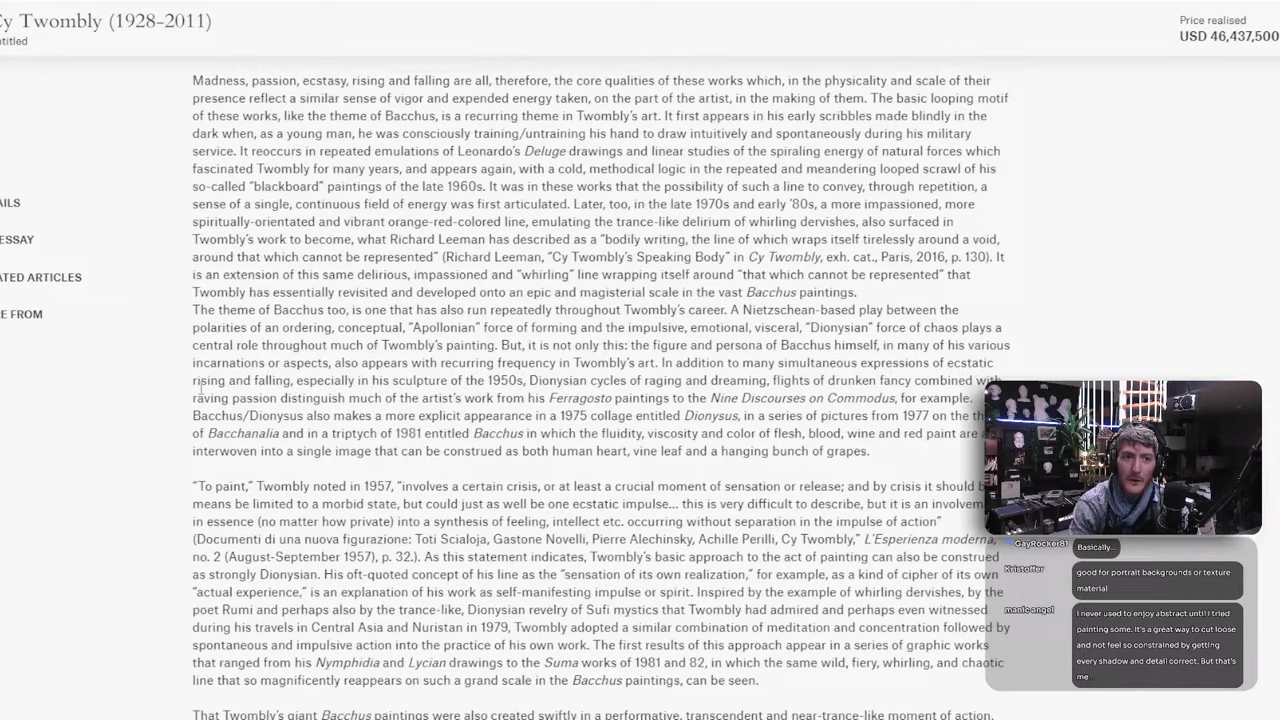 Cy Twombly (1928-2011)
ntitled
Price realised
USD 46,437,500
AILS
ESSAY
ATED ARTICLES
E FROM
Madness, passion, ecstasy, rising and falling are all, therefore, the core qualities of these works which, in the physicality and scale of their
presence reflect a similar sense of vigor and expended energy taken, on the part of the artist, in the making of them. The basic looping motif
of these works, like the theme of Bacchus, is a recurring theme in Twombly's art. It first appears in his early scribbles made blindly in the
dark when, as a young man, he was consciously training/untraining his hand to draw intuitively and spontaneously during his military
service. It reoccurs in repeated emulations of Leonardo's Deluge drawings and linear studies of the spiraling energy of natural forces which
fascinated Twombly for many years, and appears again, with a cold, methodical logic in the repeated and meandering looped scrawl of his
so-called "blackboard" paintings of the late 1960s. It was in these works that the possibility of such a line to convey, through repetition, a
sense of a single, continuous field of energy was first articulated. Later, too, in the late 1970s and early '80s, a more impassioned, more
spiritually-oriented and vibrant orange-red-colored line, emulating the trance-like delirium of whirling dervishes, also surfaced in
Twombly's work to become, what Richard Leeman has described as a "bodily writing, the line of which wraps itself tirelessly around a void,
around that which cannot be represented" (Richard Leeman, "Cy Twombly's Speaking Body" in Cy Twombly, exh. cat., Paris, 2016, p. 130). It
is an extension of this same delirious, impassioned and "whirling" line wrapping itself around "that which cannot be represented" that
Twombly has essentially revisited and developed onto an epic and magisterial scale in the vast Bacchus paintings.
The theme of Bacchus too, is one that has also run repeatedly throughout Twombly's career. A Nietzschean-based play between the
polarities of an ordering, conceptual, "Apollonian" force of forming and the impulsive, emotional, visceral, "Dionysian" force of chaos plays a
central role throughout much of Twombly's painting. But, it is not only this: the figure and persona of Bacchus himself, in many of his various
incarnations or aspects, also appears with recurring frequency in Twombly's art. In addition to many simultaneous expressions of ecstatic
rising and falling, especially in his sculpture of the 1950s, Dionysian cycles of raging and dreaming, flights of drunken fancy combined with
raving passion distinguish much of the artist's work from his Ferragosto paintings to the Nine Discourses on Commodus, for example.
Bacchus/Dionysus also makes a more explicit appearance in a 1975 collage entitled Dionysus, in a series of pictures from 1977 on the th
of Bacchanalia and in a triptych of 1981 entitled Bacchus in which the fluidity, viscosity and color of flesh, blood, wine and red paint are
interwoven into a single image that can be construed as both human heart, vine leaf and a hanging bunch of grapes.
"To paint," Twombly noted in 1957, "involves a certain crisis, or at least a crucial moment of sensation or release; and by crisis it should b
means be limited to a morbid state, but could just as well be one ecstatic impulse... this is very difficult to describe, but it is an involvem
in essence (no matter how private) into a synthesis of feeling, intellect etc. occurring without separation in the impulse of action"
(Documenti di una nuova figurazione: Toti Scialoja, Gastone Novelli, Pierre Alechinsky, Achille Perilli, Cy Twombly," L'Esperienza moderna,
no. 2 (August-September 1957), p. 32.). As this statement indicates, Twombly's basic approach to the act of painting can also be construed
as strongly Dionysian. His oft-quoted concept of his line as the "sensation of its own realization," for example, as a kind of cipher of its own
"actual experience," is an explanation of his work as self-manifesting impulse or spirit. Inspired by the example of whirling dervishes, by the
poet Rumi and perhaps also by the trance-like, Dionysian revelry of Sufi mystics that Twombly had admired and perhaps even witnessed
during his travels in Central Asia and Nuristan in 1979, Twombly adopted a similar combination of meditation and concentration followed by
spontaneous and impulsive action into the practice of his own work. The first results of this approach appear in a series of graphic works
that ranged from his Nymphidia and Lycian drawings to the Suma works of 1981 and 82, in which the same wild, fiery, whirling, and chaotic
line that so magnificently reappears on such a grand scale in the Bacchus paintings, can be seen.
That Twombly's giant Bacchus paintings were also created swiftly in a performative, transcendent and near-trance-like moment of action,
GayRocker81
Basically...
Kristoffer
good for portrait backgrounds or texture
material
manic angel
I never used to enjoy abstract until I tried
painting some. It's a great way to cut loose
and not feel so constrained by getting
every shadow and detail correct. But that's
me.